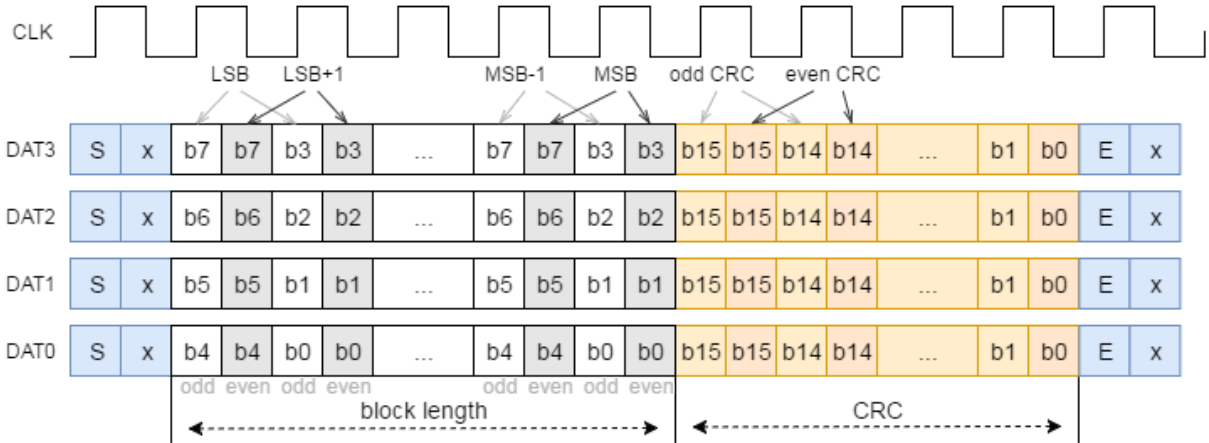 CLK
LSB LSB+1 MSB-1 MSB odd CRC even CRC
DAT3 S x b7 b7 b3 b3 ... b7 b7 b3 b3 b15 b15 b14 b14 ... b1 b0 E x
DAT2 S x b6 b6 b2 b2 ... b6 b6 b2 b2 b15 b15 b14 b14 ... b1 b0 E x
DAT1 S x b5 b5 b1 b1 ... b5 b5 b1 b1 b15 b15 b14 b14 ... b1 b0 E x
DAT0 S x b4 b4 b0 b0 ... b4 b4 b0 b0 b15 b15 b14 b14 ... b1 b0 E x
odd even odd even odd even odd even
block length CRC